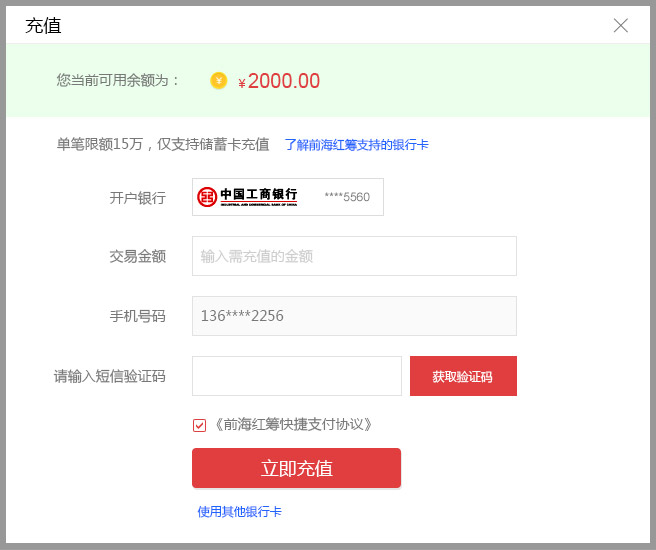 充值
您当前可用余额为： ¥ ¥2000.00
单笔限额15万，仅支持储蓄卡充值 了解前海红筹支持的银行卡
开户银行 中国工商银行 ****5560
INDUSTRIAL AND COMMERCIAL BANK OF CHINA
交易金额 输入需充值的金额
手机号码 136****2256
请输入短信验证码 获取验证码
《前海红筹快捷支付协议》
立即充值
使用其他银行卡